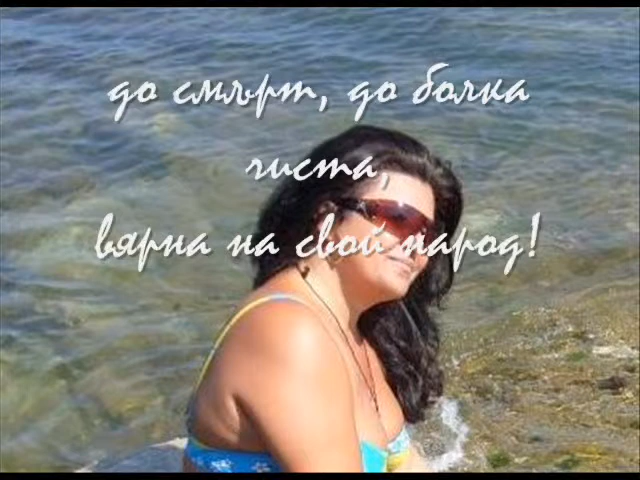 до смърт, до болка
чиста,
вярна на свой народ!